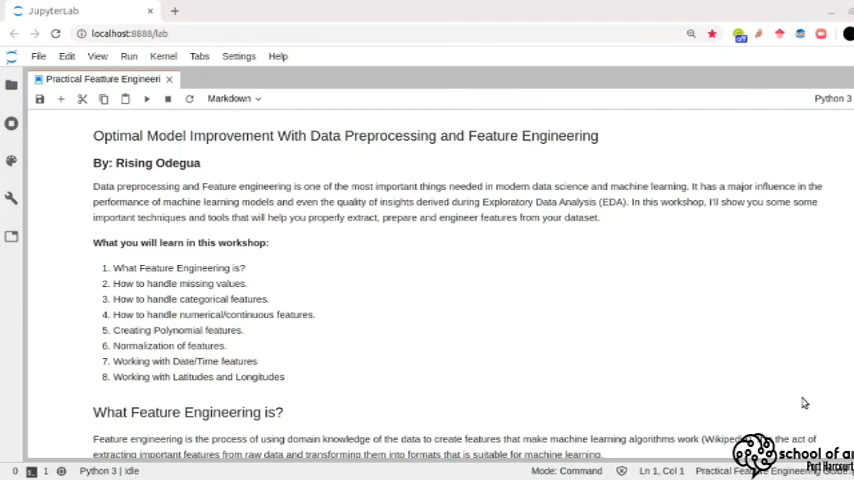 JupyterLab
localhost:8888/lab
File Edit View Run Kernel Tabs Settings Help
Practical Feature Engineeri
Markdown
Python 3
Optimal Model Improvement With Data Preprocessing and Feature Engineering
By: Rising Odegua
Data preprocessing and Feature engineering is one of the most important things needed in modern data science and machine learning. It has a major influence in the
performance of machine learning models and even the quality of insights derived during Exploratory Data Analysis (EDA). In this workshop, I'll show you some some
important techniques and tools that will help you properly extract, prepare and engineer features from your dataset.
What you will learn in this workshop:
1. What Feature Engineering is?
2. How to handle missing values.
3. How to handle categorical features.
4. How to handle numerical/continuous features.
5. Creating Polynomial features.
6. Normalization of features.
7. Working with Date/Time features
8. Working with Latitudes and Longitudes
What Feature Engineering is?
Feature engineering is the process of using domain knowledge of the data to create features that make machine learning algorithms work the act of
extracting important features from raw data and transforming them into formats that is suitable for machine learning.
school of
Port Harcourt
0 1 Python 3 | Idle
Mode: Command
Ln 1, Col 1
Practical